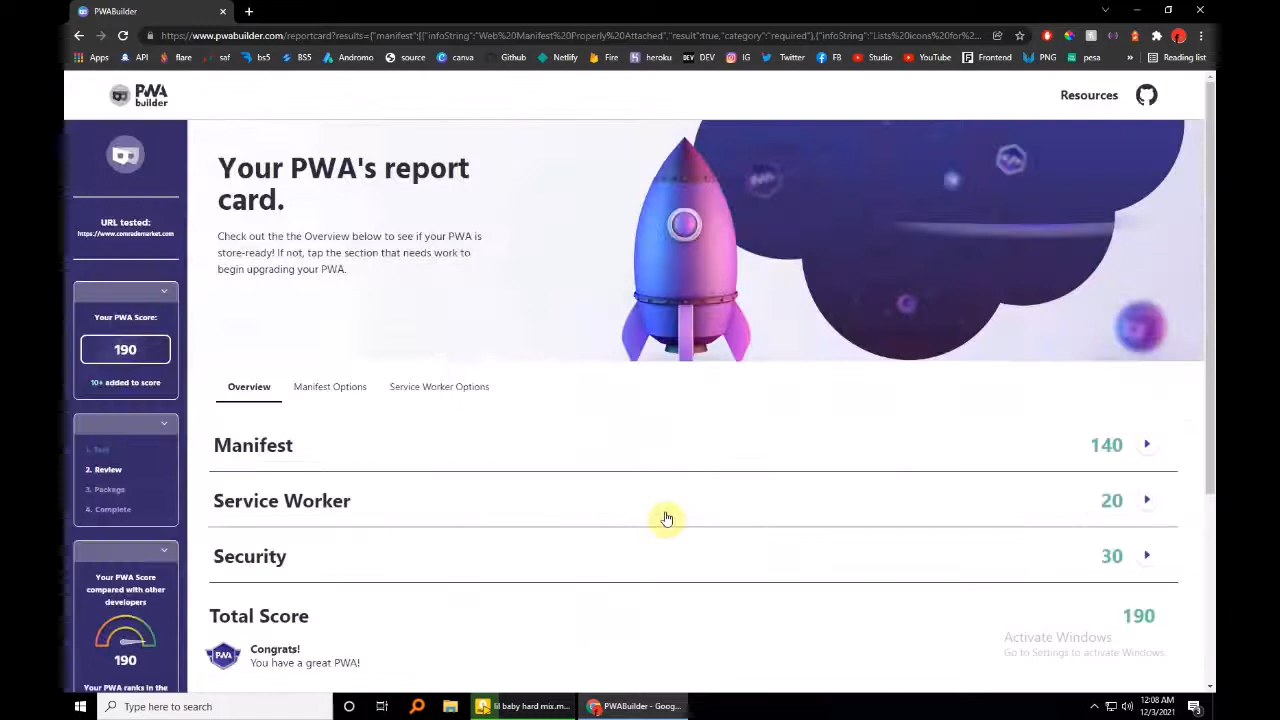 PWABuilder
https://www.pwabuilder.com/reportcard?results={"manifest":[{"infoString":"Web%20Manifest%20Properly%20Attached","result":true,"category":"required"},{"infoString":"Lists%20icons%20for%2...
Apps API flare saf bs5 BS5 Andromo source canva Github Netlify Fire heroku DEV IG Twitter FB Studio YouTube Frontend PNG pesa » Reading list
PWA
builder
Resources
URL tested:
https://www.comrademarket.com
Your PWA Score:
190
10+ added to score
1. Test
2. Review
3. Package
4. Complete
Your PWA Score
compared with other
developers
190
Your PWA ranks in the
Your PWA's report
card.
Check out the the Overview below to see if your PWA is
store-ready! If not, tap the section that needs work to
begin upgrading your PWA.
Overview Manifest Options Service Worker Options
Manifest 140
Service Worker 20
Security 30
Total Score 190
PWA
Congrats!
You have a great PWA!
Activate Windows
Go to Settings to activate Windows.
Type here to search
lil baby hard mix.m...
PWABuilder - Goog...
12:08 AM
12/3/2021
3